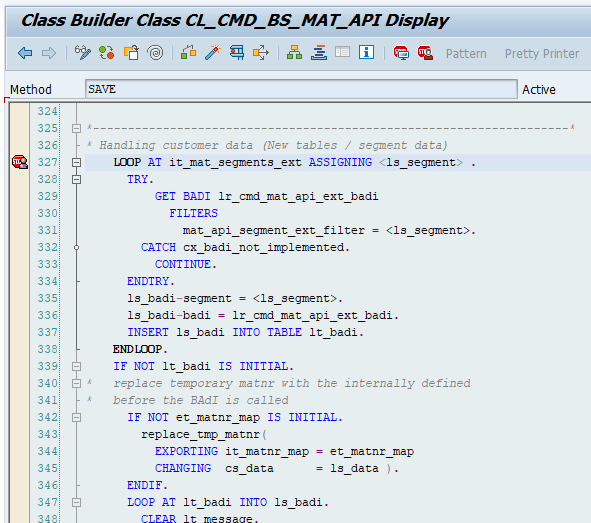 Class Builder Class CL_CMD_BS_MAT_API Display
Pattern Pretty Printer
Method SAVE Active
324
325 *--------------------------------------------------------------------*
326 * Handling customer data (New tables / segment data)
327 LOOP AT it_mat_segments_ext ASSIGNING <ls_segment> .
328 TRY.
329 GET BADI lr_cmd_mat_api_ext_badi
330 FILTERS
331 mat_api_segment_ext_filter = <ls_segment>.
332 CATCH cx_badi_not_implemented.
333 CONTINUE.
334 ENDTRY.
335 ls_badi-segment = <ls_segment>.
336 ls_badi-badi = lr_cmd_mat_api_ext_badi.
337 INSERT ls_badi INTO TABLE lt_badi.
338 ENDLOOP.
339 IF NOT lt_badi IS INITIAL.
340 * replace temporary matnr with the internally defined
341 * before the BAdI is called
342 IF NOT et_matnr_map IS INITIAL.
343 replace_tmp_matnr(
344 EXPORTING it_matnr_map = et_matnr_map
345 CHANGING cs_data = ls_data ).
346 ENDIF.
347 LOOP AT lt_badi INTO ls_badi.
348 CLEAR lt_message.